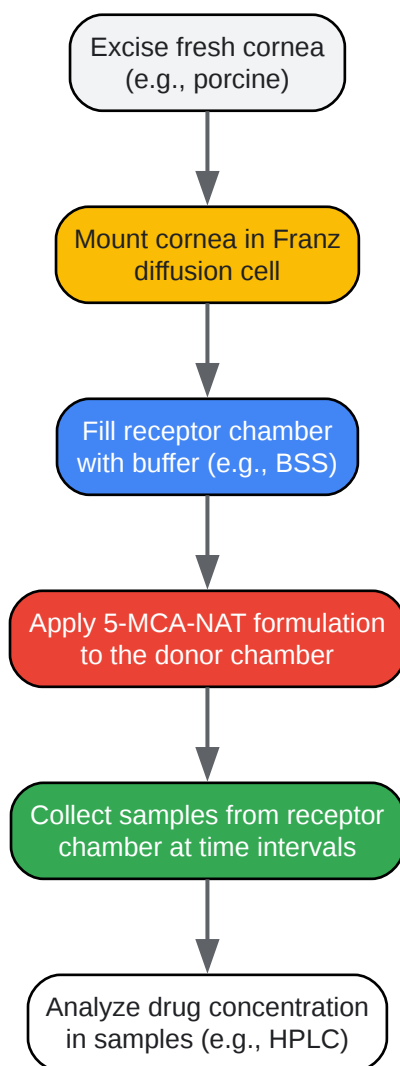 Excise fresh cornea
(e.g., porcine)
Mount cornea in Franz
diffusion cell
Fill receptor chamber
with buffer (e.g., BSS)
Apply 5-MCA-NAT formulation
to the donor chamber
Collect samples from receptor
chamber at time intervals
Analyze drug concentration
in samples (e.g., HPLC)